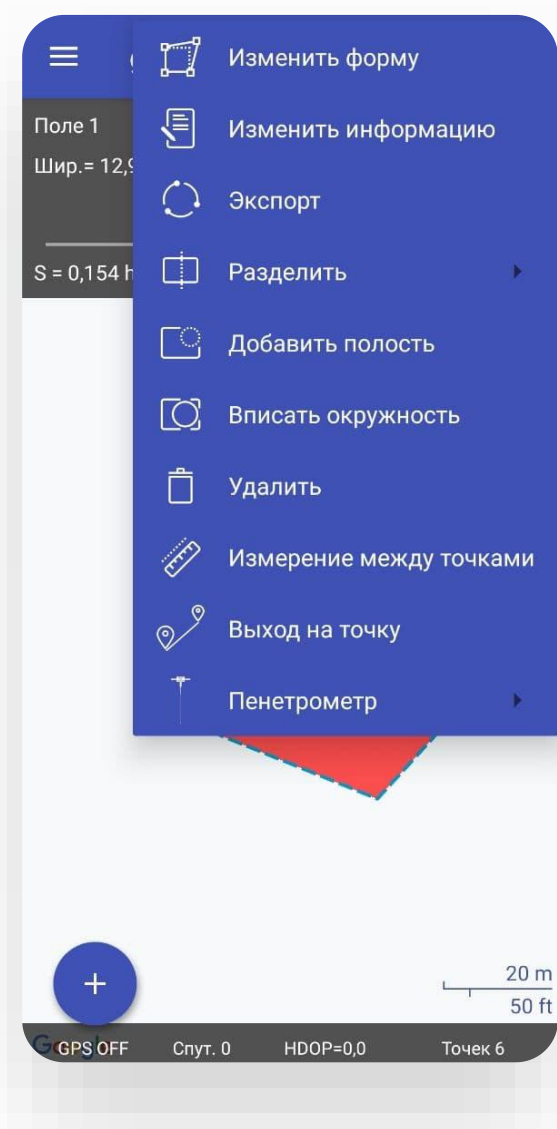 Изменить форму
Поле 1
Изменить информацию
Шир.= 12,9
Экспорт
S = 0,154 h
Разделить
Добавить полость
Вписать окружность
Удалить
Измерение между точками
Выход на точку
Пенетрометр
+
20 m
50 ft
GPS OFF Спут. 0 HDOP=0,0 Точек 6